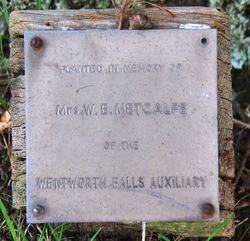 PLANTED IN MEMORY OF
Mrs. W. E. METCALFE
OF THE
WENTWORTH FALLS AUXILIARY